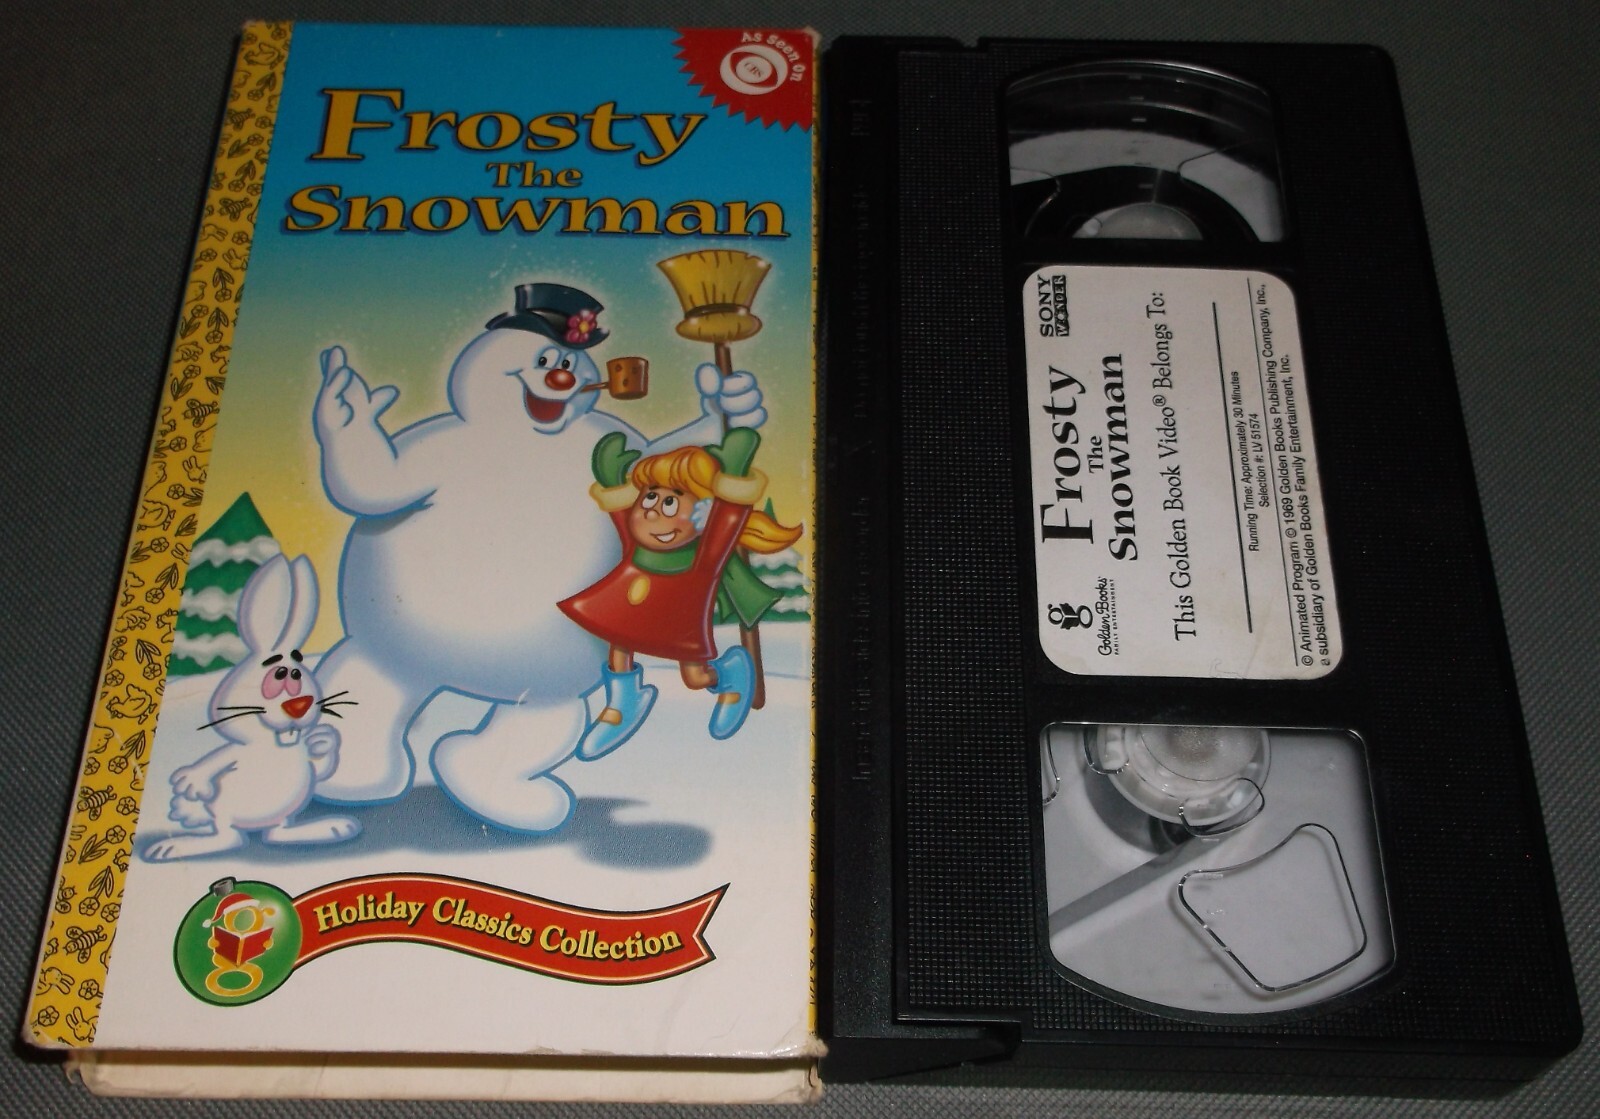 As Seen On
CBS
Frosty
The
Snowman
Holiday Classics Collection
g
SONY
WONDER
g
Golden Books®
FAMILY ENTERTAINMENT
Frosty
The
Snowman
This Golden Book Video® Belongs To:
Running Time: Approximately 30 Minutes
Selection #: LV 51574
© Animated Program © 1969 Golden Books Publishing Company, Inc.,
a subsidiary of Golden Books Family Entertainment, Inc.